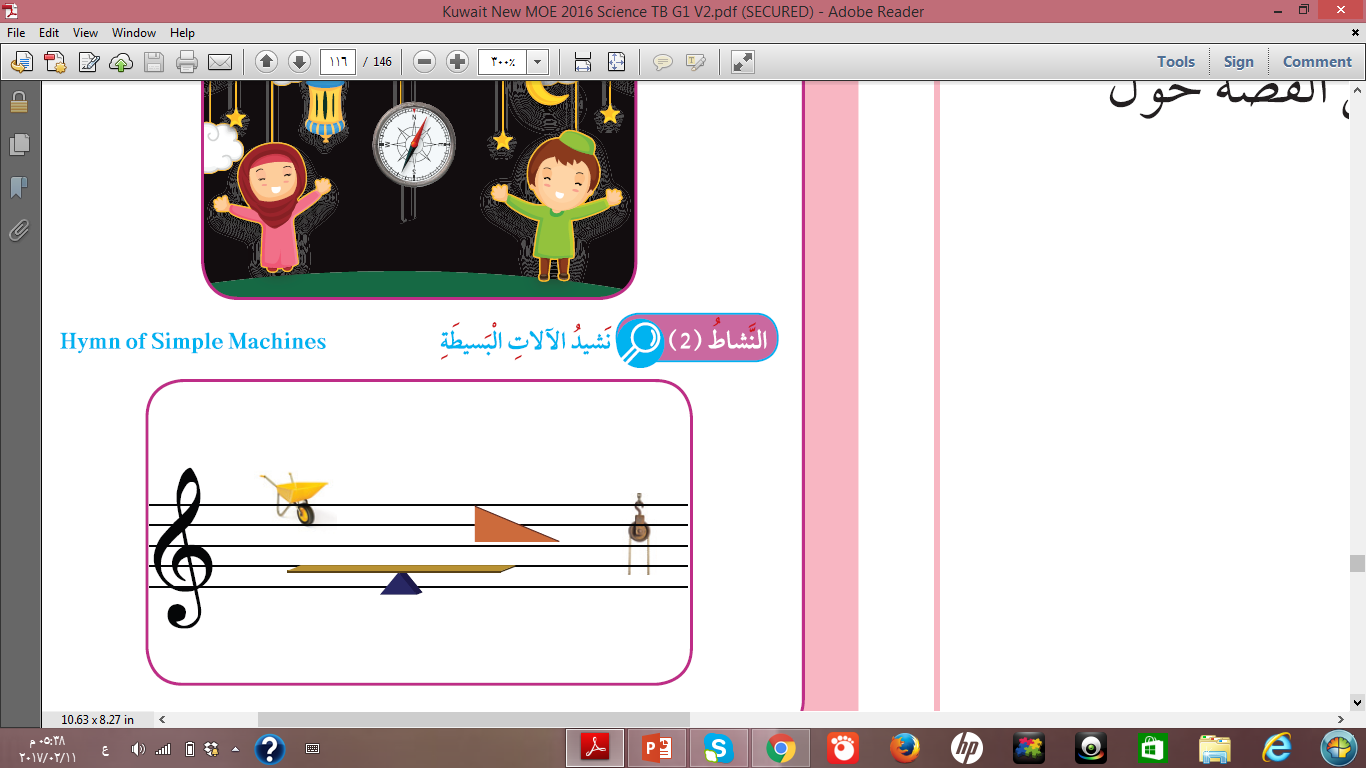 Kuwait New MOE 2016 Science TB G1 V2.pdf (SECURED) - Adobe Reader
File Edit View Window Help
١١٦ / 146 ٣٠٠٪ Tools Sign Comment
القصة حول
النَّشاطُ (2) نَشيدُ الآلاتِ الْبَسيطَةِ Hymn of Simple Machines
10.63 x 8.27 in
٠٥:٣٨ م
ع
٢٠١٧/٠٢/١١